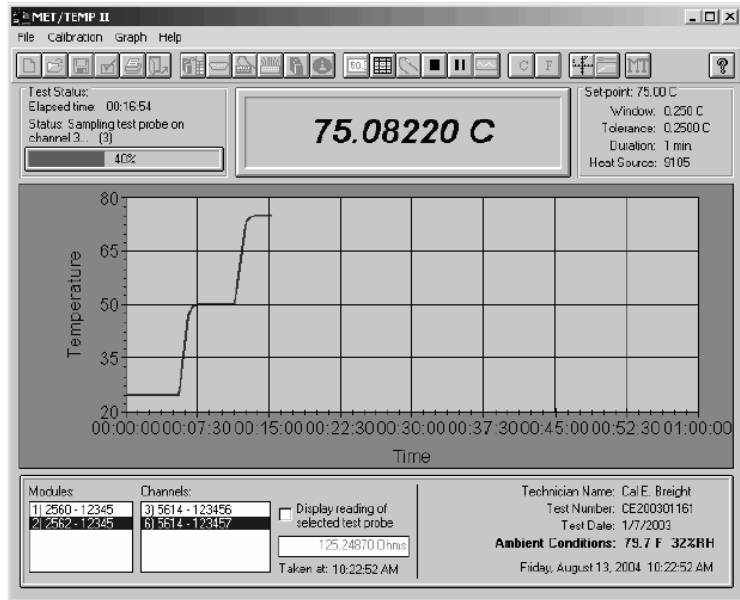 MET/TEMP II
File Calibration Graph Help
50.
C F
MT
?
Test Status:
Elapsed time: 00:16:54
Status: Sampling test probe on
channel 3... (3)
40%
75.08220 C
Set-point: 75.00 C
Window: 0.250 C
Tolerance: 0.2500 C
Duration: 1 min.
Heat Source: 9105
Temperature
80
65
50
35
20
00:00:00 00:07:30 00:15:00 00:22:30 00:30:00 00:37:30 00:45:00 00:52:30 01:00:00
Time
Modules:
1) 2560 - 12345
2) 2562 - 12345
Channels:
3) 5614 - 123456
6) 5614 - 123457
Display reading of
selected test probe
125.24870 Ohms
Taken at: 10:22:52 AM
Technician Name: Cal E. Breight
Test Number: CE200301161
Test Date: 1/7/2003
Ambient Conditions: 79.7 F 32%RH
Friday, August 13, 2004 10:22:52 AM